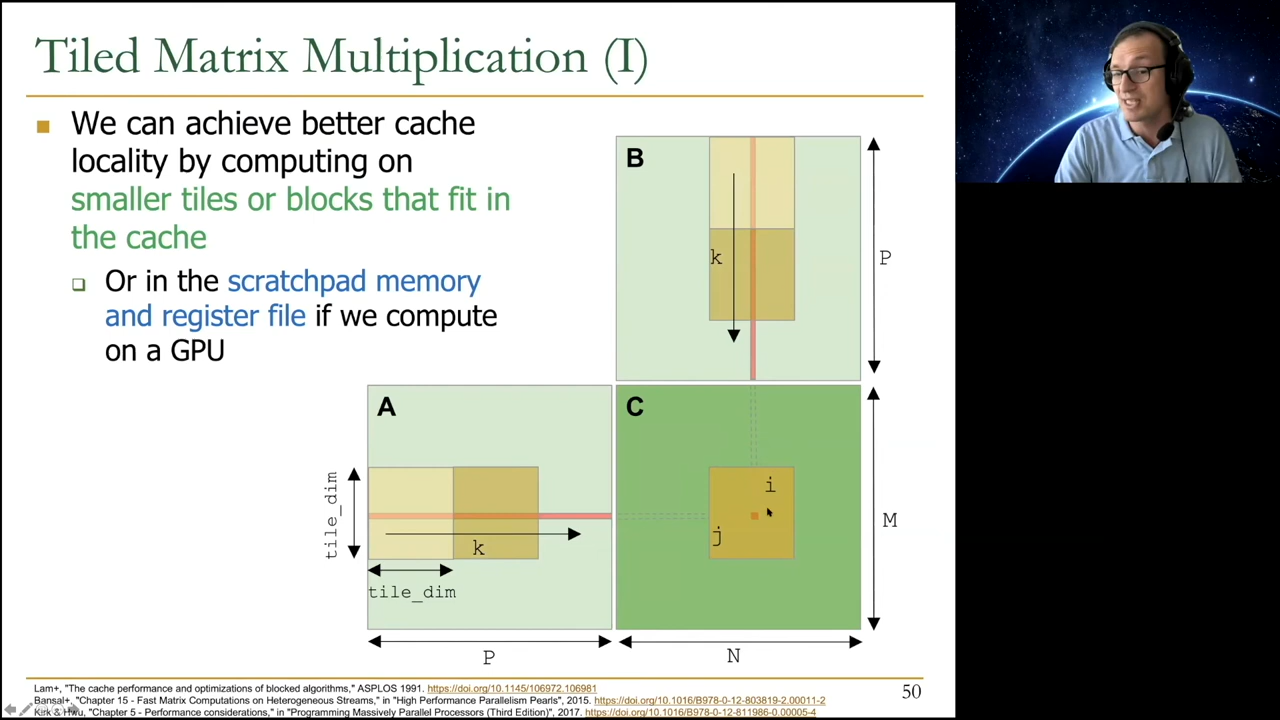 Tiled Matrix Multiplication (I)
We can achieve better cache
locality by computing on
smaller tiles or blocks that fit in
the cache
Or in the scratchpad memory
and register file if we compute
on a GPU
B
k
P
A
C
tile_dim
i
j
k
M
tile_dim
P
N
Lam+, "The cache performance and optimizations of blocked algorithms," ASPLOS 1991. https://doi.org/10.1145/106972.106981
Bansal+, "Chapter 15 - Fast Matrix Computations on Heterogeneous Streams," in "High Performance Parallelism Pearls", 2015. https://doi.org/10.1016/B978-0-12-803819-2.00011-2
Kirk & Hwu, "Chapter 5 - Performance considerations," in "Programming Massively Parallel Processors (Third Edition)", 2017. https://doi.org/10.1016/B978-0-12-811986-0.00005-4
50